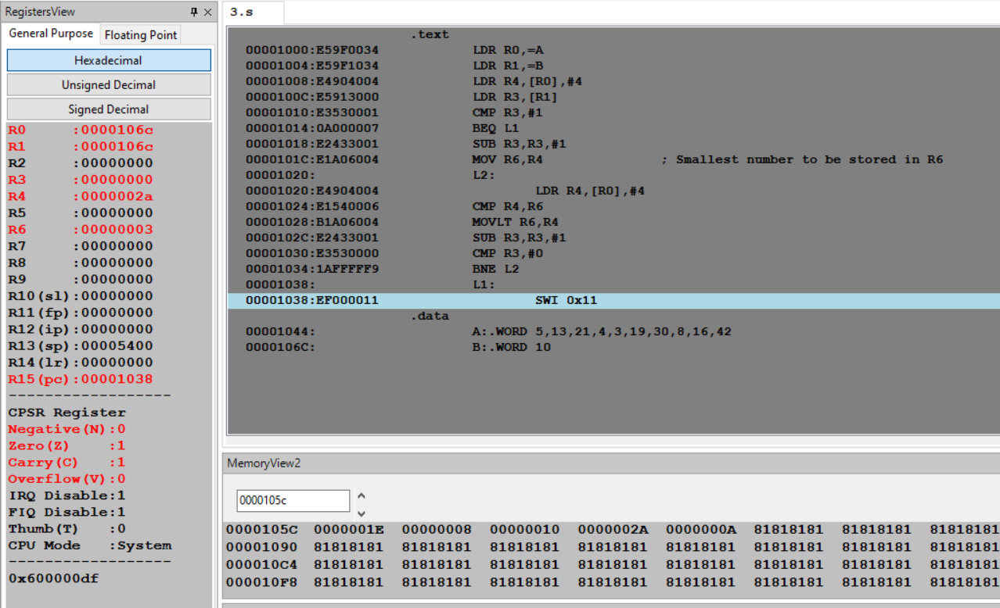 RegistersView
General Purpose Floating Point
Hexadecimal
Unsigned Decimal
Signed Decimal
R0 :0000106c
R1 :0000106c
R2 :00000000
R3 :00000000
R4 :0000002a
R5 :00000000
R6 :00000003
R7 :00000000
R8 :00000000
R9 :00000000
R10(sl):00000000
R11(fp):00000000
R12(ip):00000000
R13(sp):00005400
R14(lr):00000000
R15(pc):00001038
------------------
CPSR Register
Negative(N):0
Zero(Z) :1
Carry(C) :1
Overflow(V):0
IRQ Disable:1
FIQ Disable:1
Thumb(T) :0
CPU Mode :System
------------------
0x600000df
3.s
.text
00001000:E59F0034 LDR R0,=A
00001004:E59F1034 LDR R1,=B
00001008:E4904004 LDR R4,[R0],#4
0000100C:E5913000 LDR R3,[R1]
00001010:E3530001 CMP R3,#1
00001014:0A000007 BEQ L1
00001018:E2433001 SUB R3,R3,#1
0000101C:E1A06004 MOV R6,R4 ; Smallest number to be stored in R6
00001020: L2:
00001020:E4904004 LDR R4,[R0],#4
00001024:E1540006 CMP R4,R6
00001028:B1A06004 MOVLT R6,R4
0000102C:E2433001 SUB R3,R3,#1
00001030:E3530000 CMP R3,#0
00001034:1AFFFFF9 BNE L2
00001038: L1:
00001038:EF000011 SWI 0x11
.data
00001044: A:.WORD 5,13,21,4,3,19,30,8,16,42
0000106C: B:.WORD 10
MemoryView2
0000105c
0000105C 0000001E 00000008 00000010 0000002A 0000000A 81818181 81818181 81818181
00001090 81818181 81818181 81818181 81818181 81818181 81818181 81818181 81818181
000010C4 81818181 81818181 81818181 81818181 81818181 81818181 81818181 81818181
000010F8 81818181 81818181 81818181 81818181 81818181 81818181 81818181 81818181